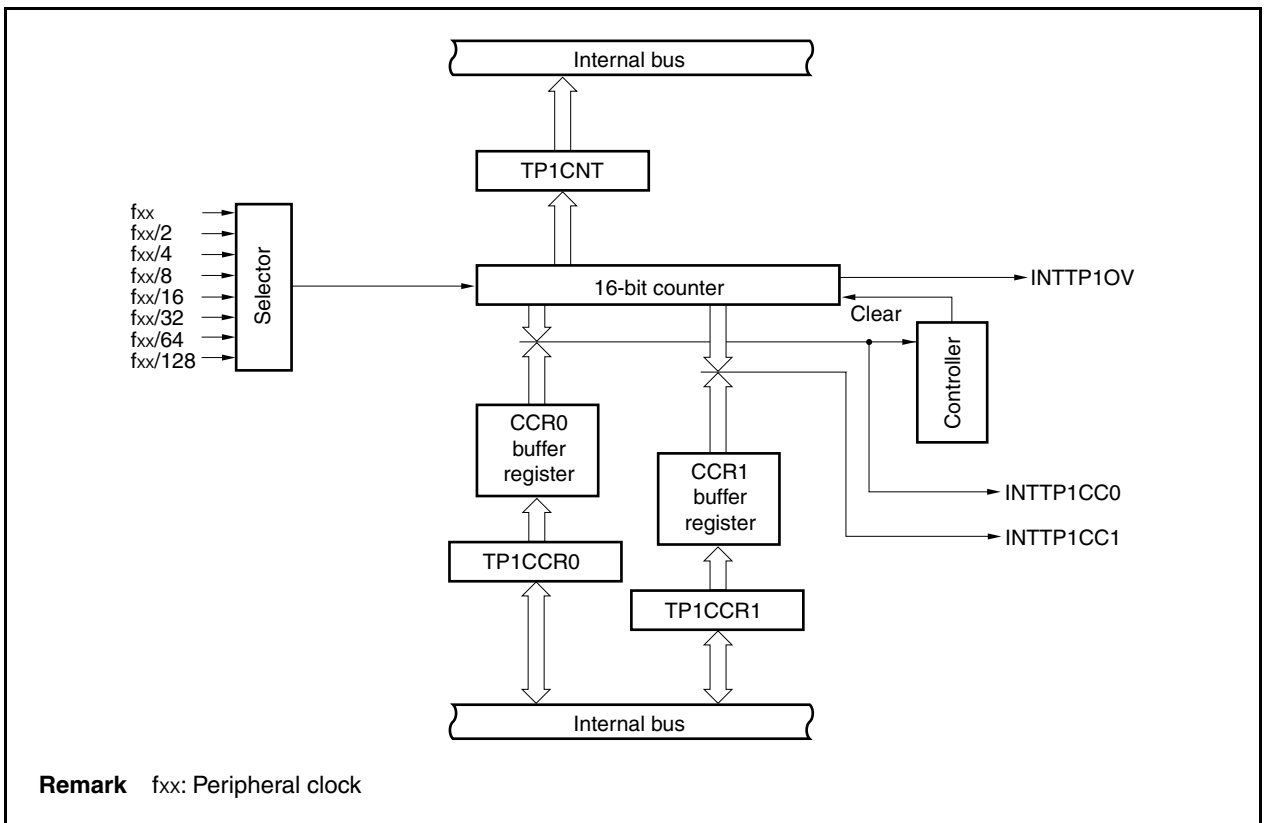 Internal bus
TP1CNT
fxx
fxx/2
fxx/4
fxx/8
fxx/16
fxx/32
fxx/64
fxx/128
Selector
16-bit counter
INTTP1OV
Clear
Controller
CCR0
buffer
register
CCR1
buffer
register
INTTP1CC0
INTTP1CC1
TP1CCR0
TP1CCR1
Internal bus
Remark fxx: Peripheral clock